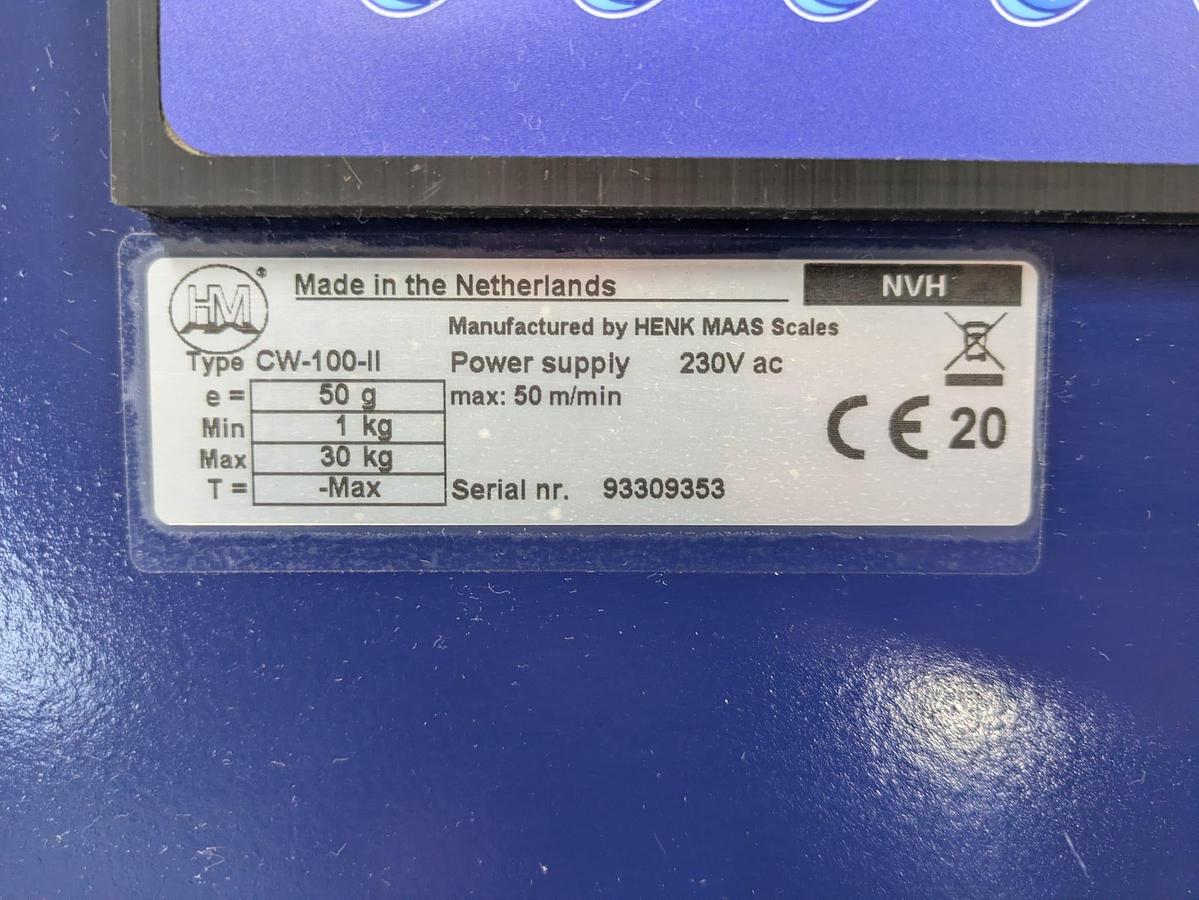 HM®
Made in the Netherlands
NVH
Manufactured by HENK MAAS Scales
Type CW-100-II
Power supply 230V ac
e = 50 g
max: 50 m/min
Min 1 kg
CE 20
Max 30 kg
T = -Max
Serial nr. 93309353